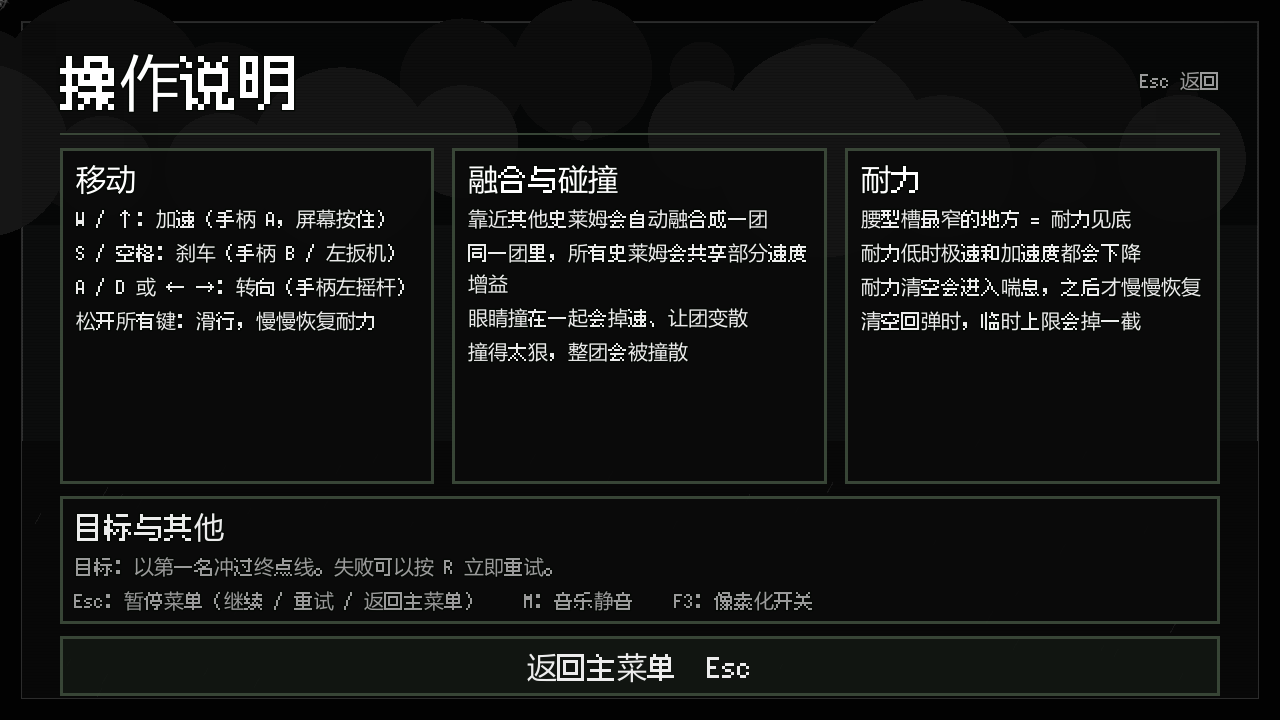 操作说明
Esc 返回
移动
W / ↑: 加速 (手柄 A, 屏幕按住)
S / 空格: 刹车 (手柄 B / 左扳机)
A / D 或 ← →: 转向 (手柄左摇杆)
松开所有键: 滑行, 慢慢恢复耐力
融合与碰撞
靠近其他史莱姆会自动融合成一团
同一团里, 所有史莱姆会共享部分速度
增益
眼睛撞在一起会掉速、让团变散
撞得太狠, 整团会被撞散
耐力
腰型槽最窄的地方 = 耐力见底
耐力低时极速和加速度都会下降
耐力清空会进入喘息, 之后才慢慢恢复
清空回弹时, 临时上限会掉一截
目标与其他
目标: 以第一名冲过终点线。失败可以按 R 立即重试。
Esc: 暂停菜单 (继续 / 重试 / 返回主菜单) M: 音乐静音 F3: 像素化开关
返回主菜单 Esc